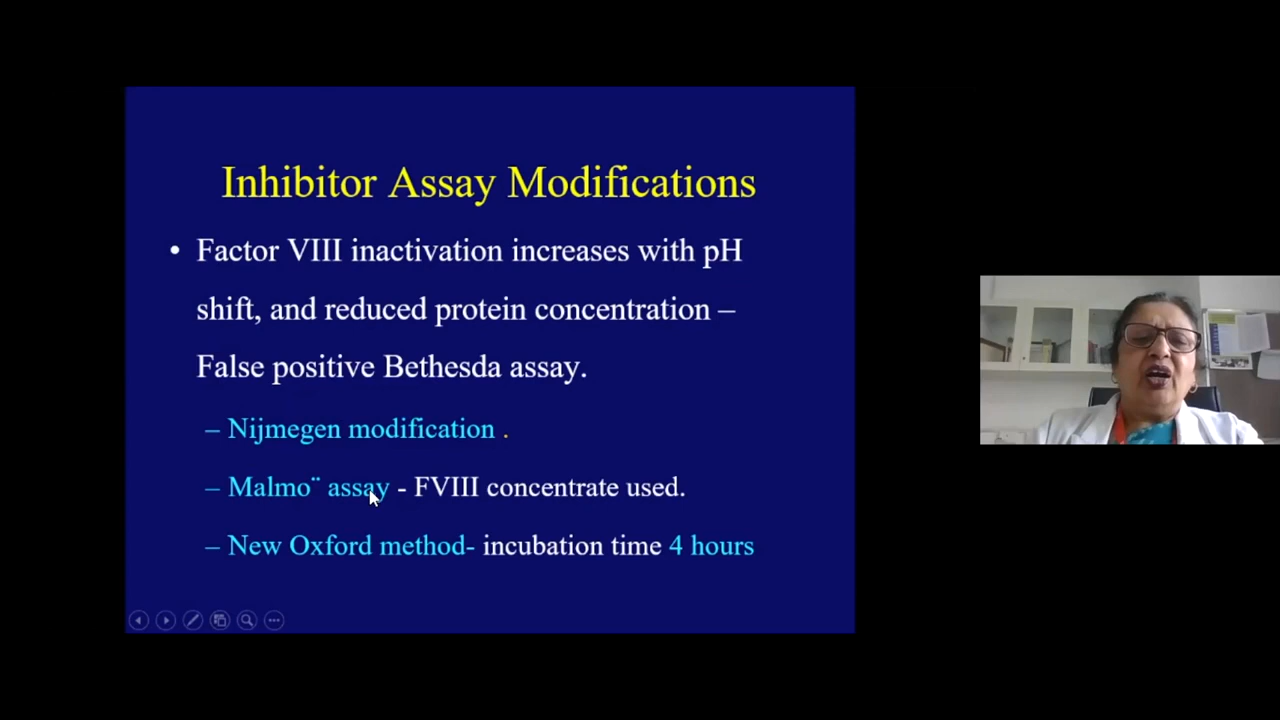 Inhibitor Assay Modifications
• Factor VIII inactivation increases with pH
shift, and reduced protein concentration –
False positive Bethesda assay.
– Nijmegen modification .
– Malmo¨ assay - FVIII concentrate used.
– New Oxford method- incubation time 4 hours